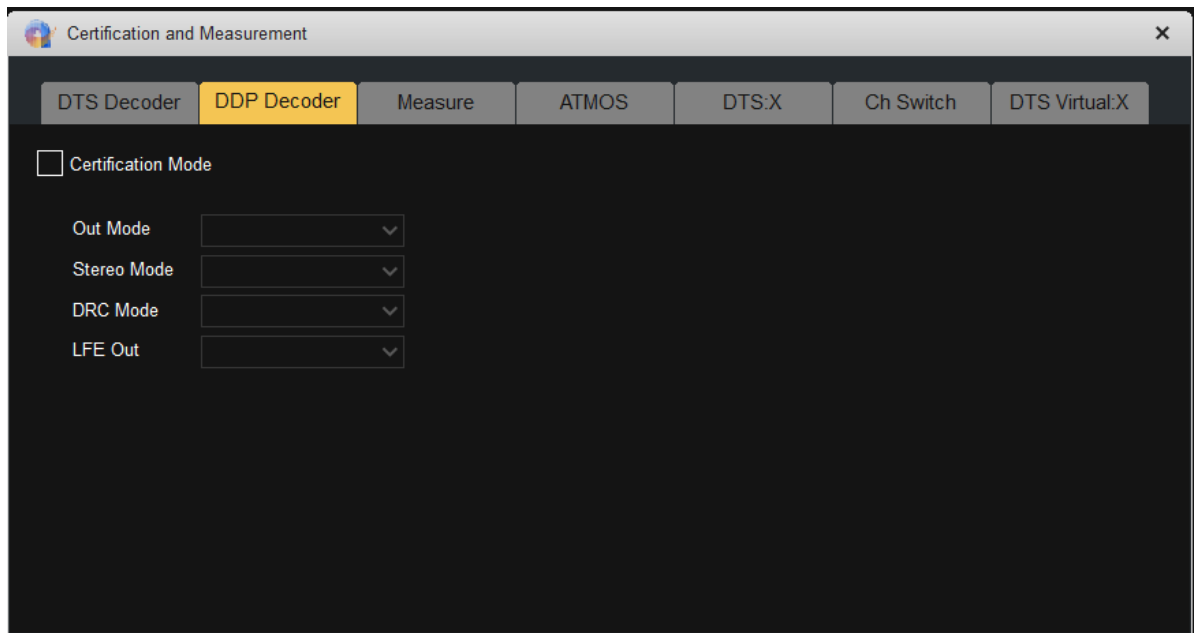 Certification and Measurement
DTS Decoder DDP Decoder Measure ATMOS DTS:X Ch Switch DTS Virtual:X
Certification Mode
Out Mode
Stereo Mode
DRC Mode
LFE Out